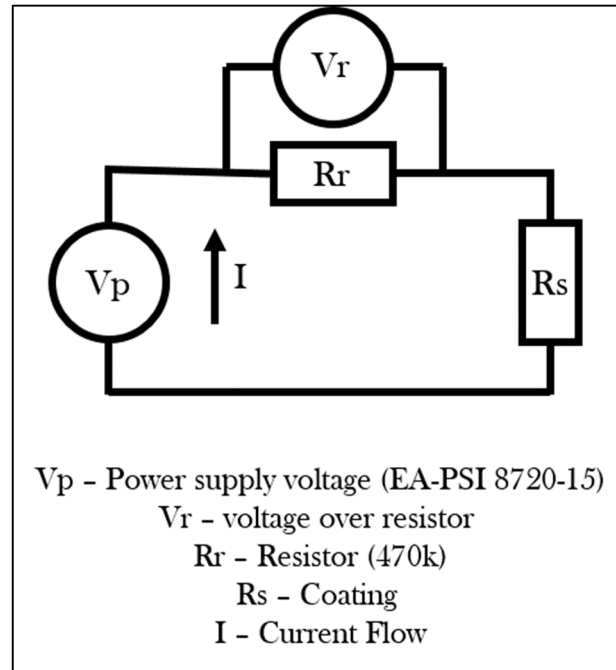 Vr
Rr
Vp
I
Rs
Vp – Power supply voltage (EA-PSI 8720-15)
Vr – voltage over resistor
Rr – Resistor (470k)
Rs – Coating
I – Current Flow